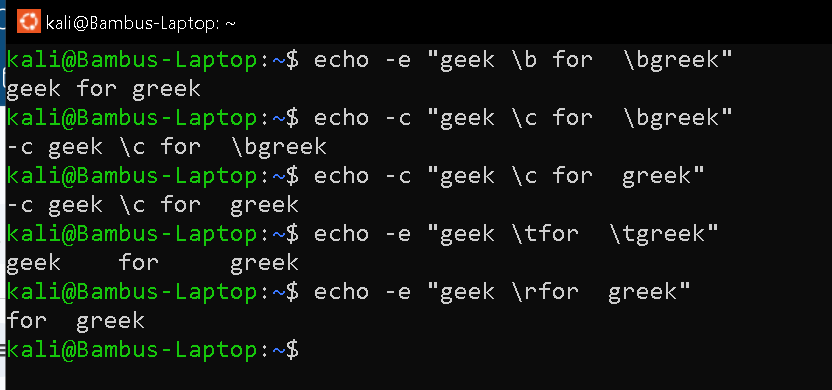 kali@Bambus-Laptop: ~
kali@Bambus-Laptop:~$ echo -e "geek \b for  \bgreek"
geek for greek
kali@Bambus-Laptop:~$ echo -c "geek \c for  \bgreek"
-c geek \c for  \bgreek
kali@Bambus-Laptop:~$ echo -c "geek \c for  greek"
-c geek \c for  greek
kali@Bambus-Laptop:~$ echo -e "geek \tfor  \tgreek"
geek    for     greek
kali@Bambus-Laptop:~$ echo -e "geek \rfor  greek"
for  greek
kali@Bambus-Laptop:~$